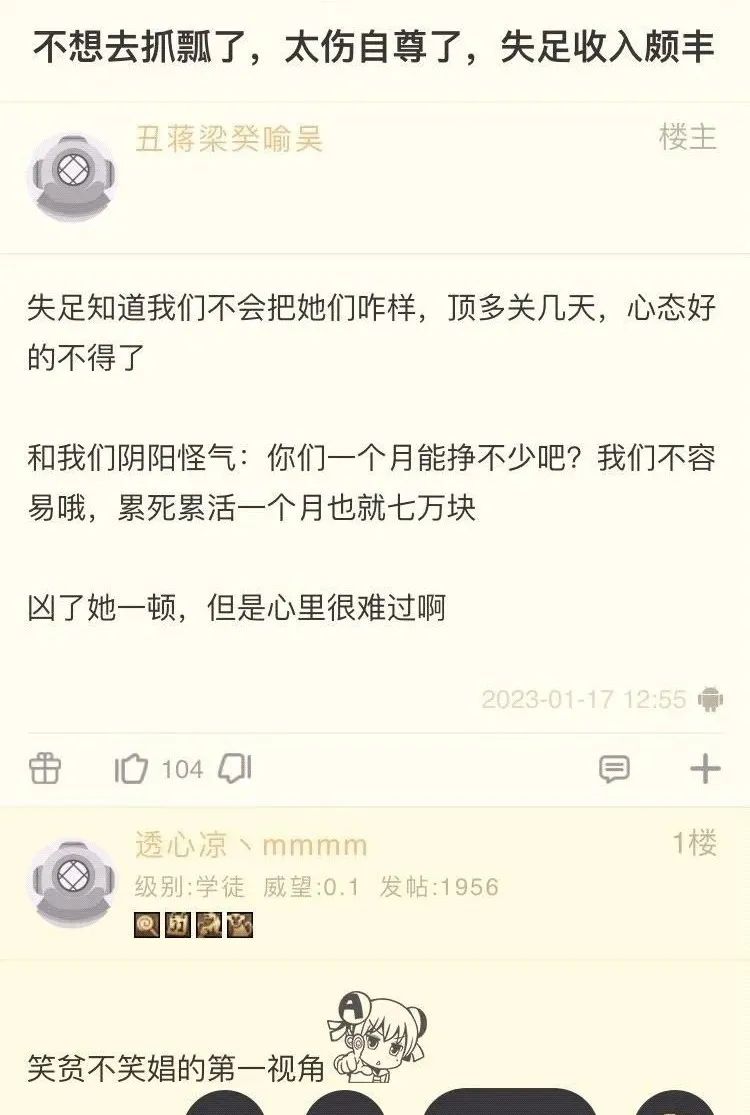 不想去抓瓢了，太伤自尊了，失足收入颇丰
丑蒋梁癸喻吴
楼主
失足知道我们不会把她们咋样，顶多关几天，心态好
的不得了
和我们阴阳怪气：你们一个月能挣不少吧？我们不容
易哦，累死累活一个月也就七万块
凶了她一顿，但是心里很难过啊
2023-01-17 12:55
104
透心凉丶mmmm
1楼
级别:学徒 威望:0.1 发帖:1956
A
笑贫不笑娼的第一视角